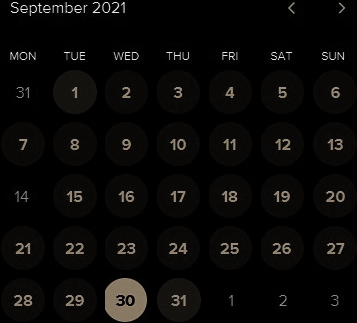 September 2021
MON TUE WED THU FRI SAT SUN
31 1 2 3 4 5 6
7 8 9 10 11 12 13
14 15 16 17 18 19 20
21 22 23 24 25 26 27
28 29 30 31 1 2 3